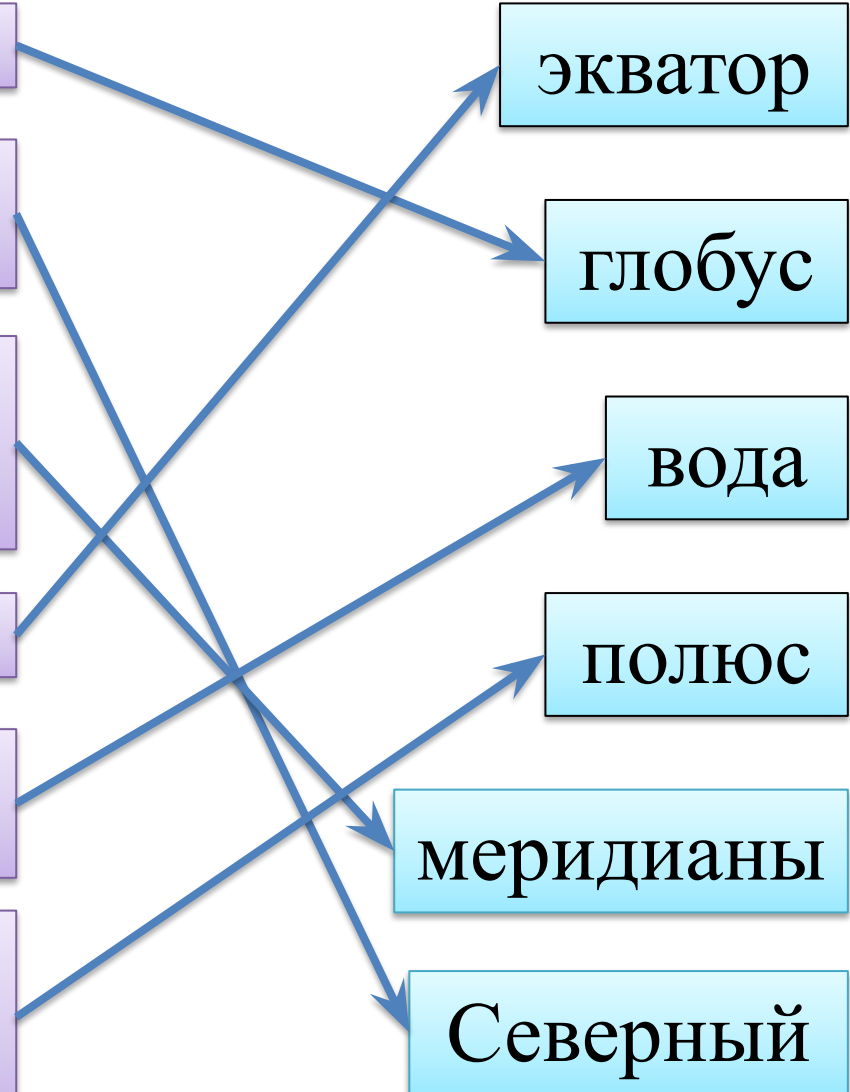 экватор
глобус
вода
полюс
меридианы
Северный